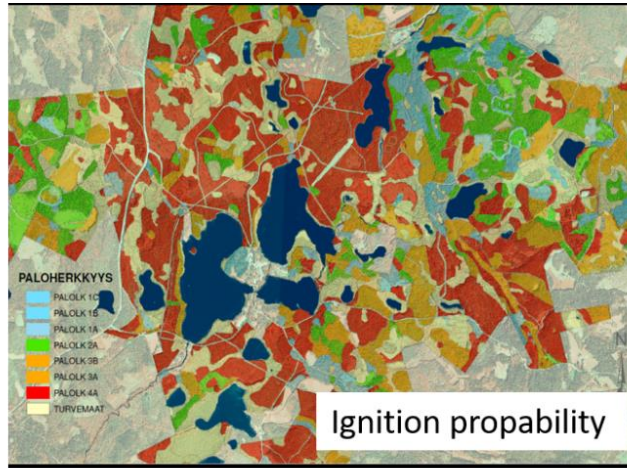 PALOHERKKYYS
PALOLK 1C
PALOLK 1B
PALOLK 1A
PALOLK 2A
PALOLK 3B
PALOLK 3A
PALOLK 4A
TURVEMAAT
N
Ignition propability